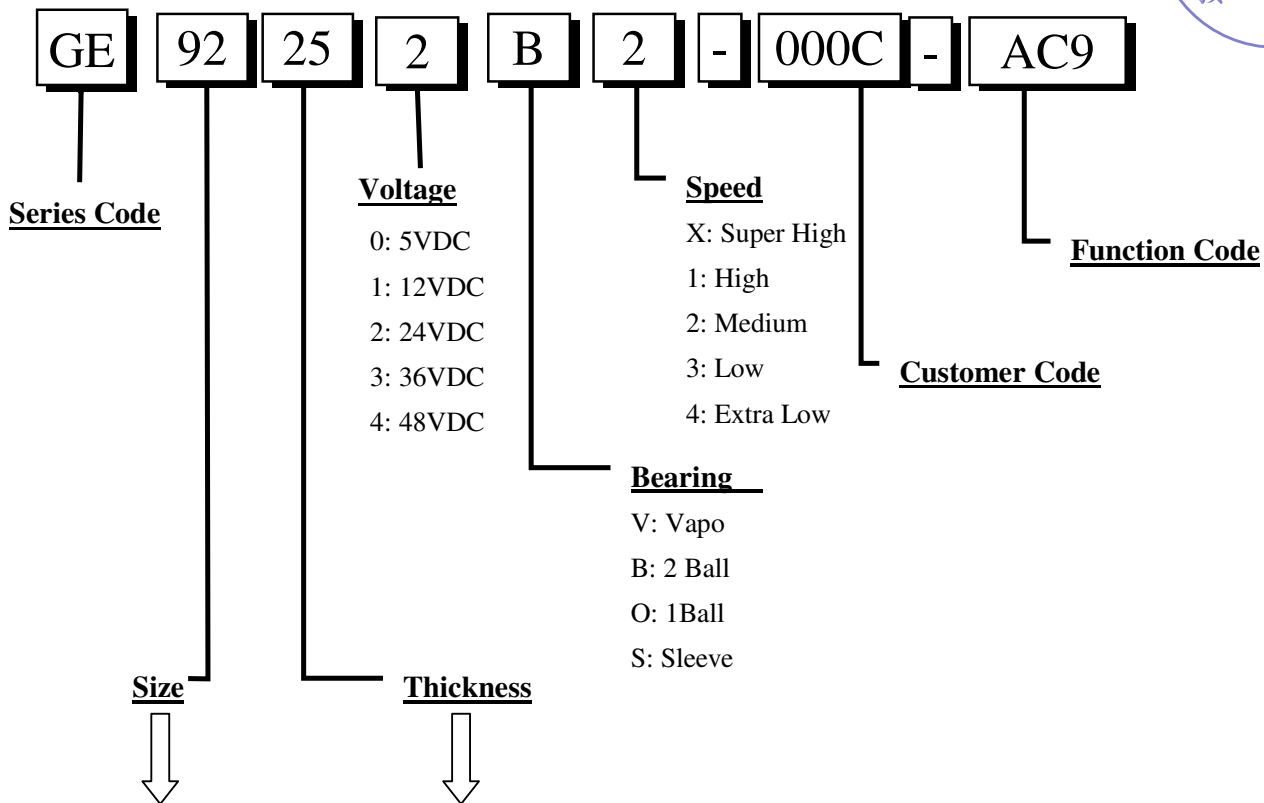 GE 92 25 2 B 2 - 000C - AC9
Series Code
Voltage
0: 5VDC
1: 12VDC
2: 24VDC
3: 36VDC
4: 48VDC
Speed
X: Super High
1: High
2: Medium
3: Low
4: Extra Low
Function Code
Customer Code
Bearing
V: Vapo
B: 2 Ball
O: 1Ball
S: Sleeve
Size
Thickness